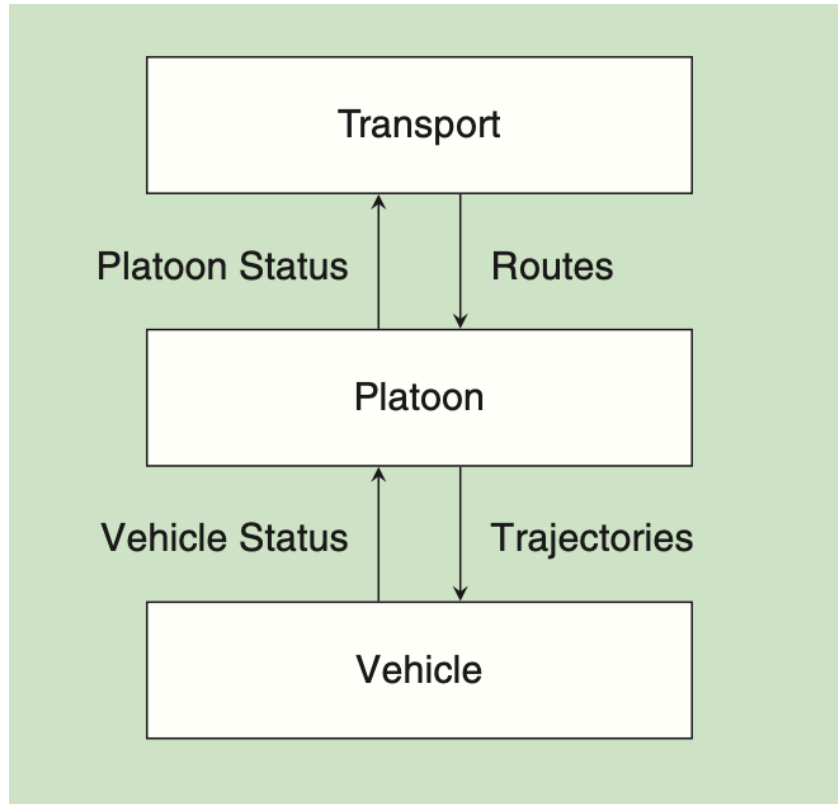 Transport
Platoon Status
Routes
Platoon
Vehicle Status
Trajectories
Vehicle